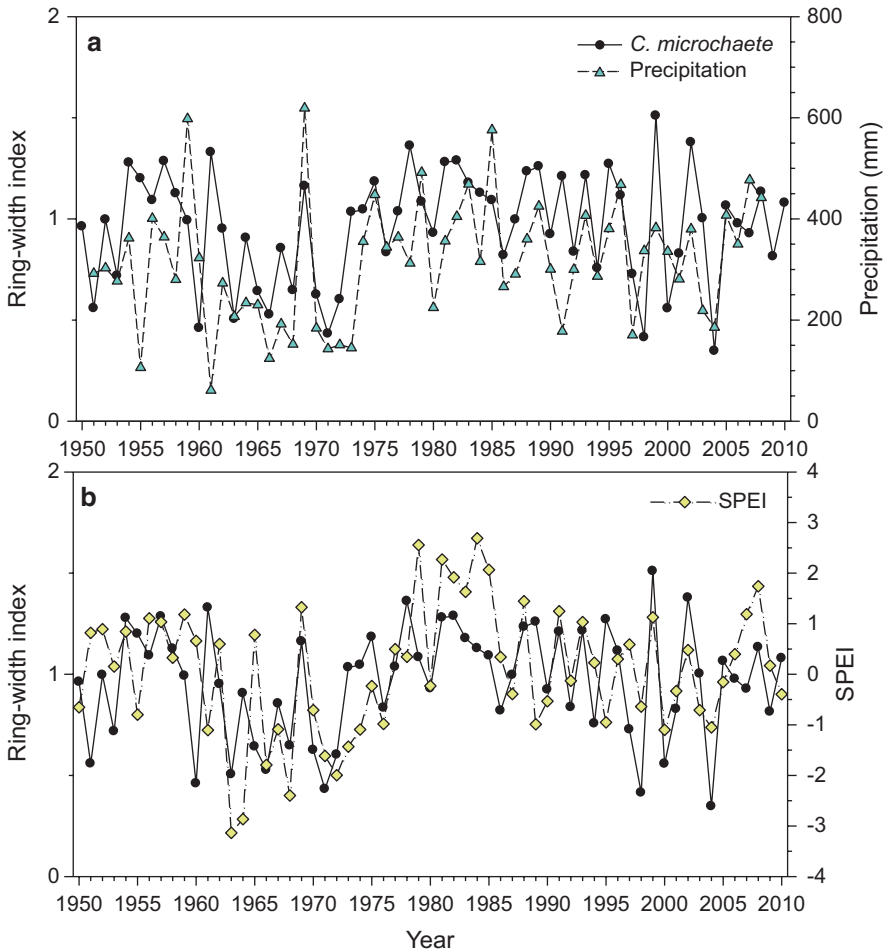 a
C. microchaete
Precipitation
Ring-width index
Precipitation (mm)
2
1
0
800
600
400
200
0
1950 1955 1960 1965 1970 1975 1980 1985 1990 1995 2000 2005 2010
b
SPEI
Ring-width index
SPEI
2
1
0
4
3
2
1
0
-1
-2
-3
-4
1950 1955 1960 1965 1970 1975 1980 1985 1990 1995 2000 2005 2010
Year